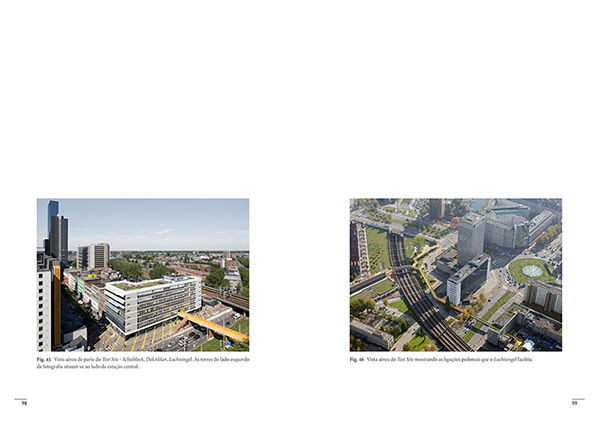 Fig. 45 Vista aérea de parte do Test Site - Schieblock, DakAkker, Luchtsingel. As torres do lado esquerdo
da fotografia situam-se ao lado da estação central.
Fig. 46 Vista aérea do Test Site mostrando as ligações pedonais que o Luchtsingel facilita.
98
99